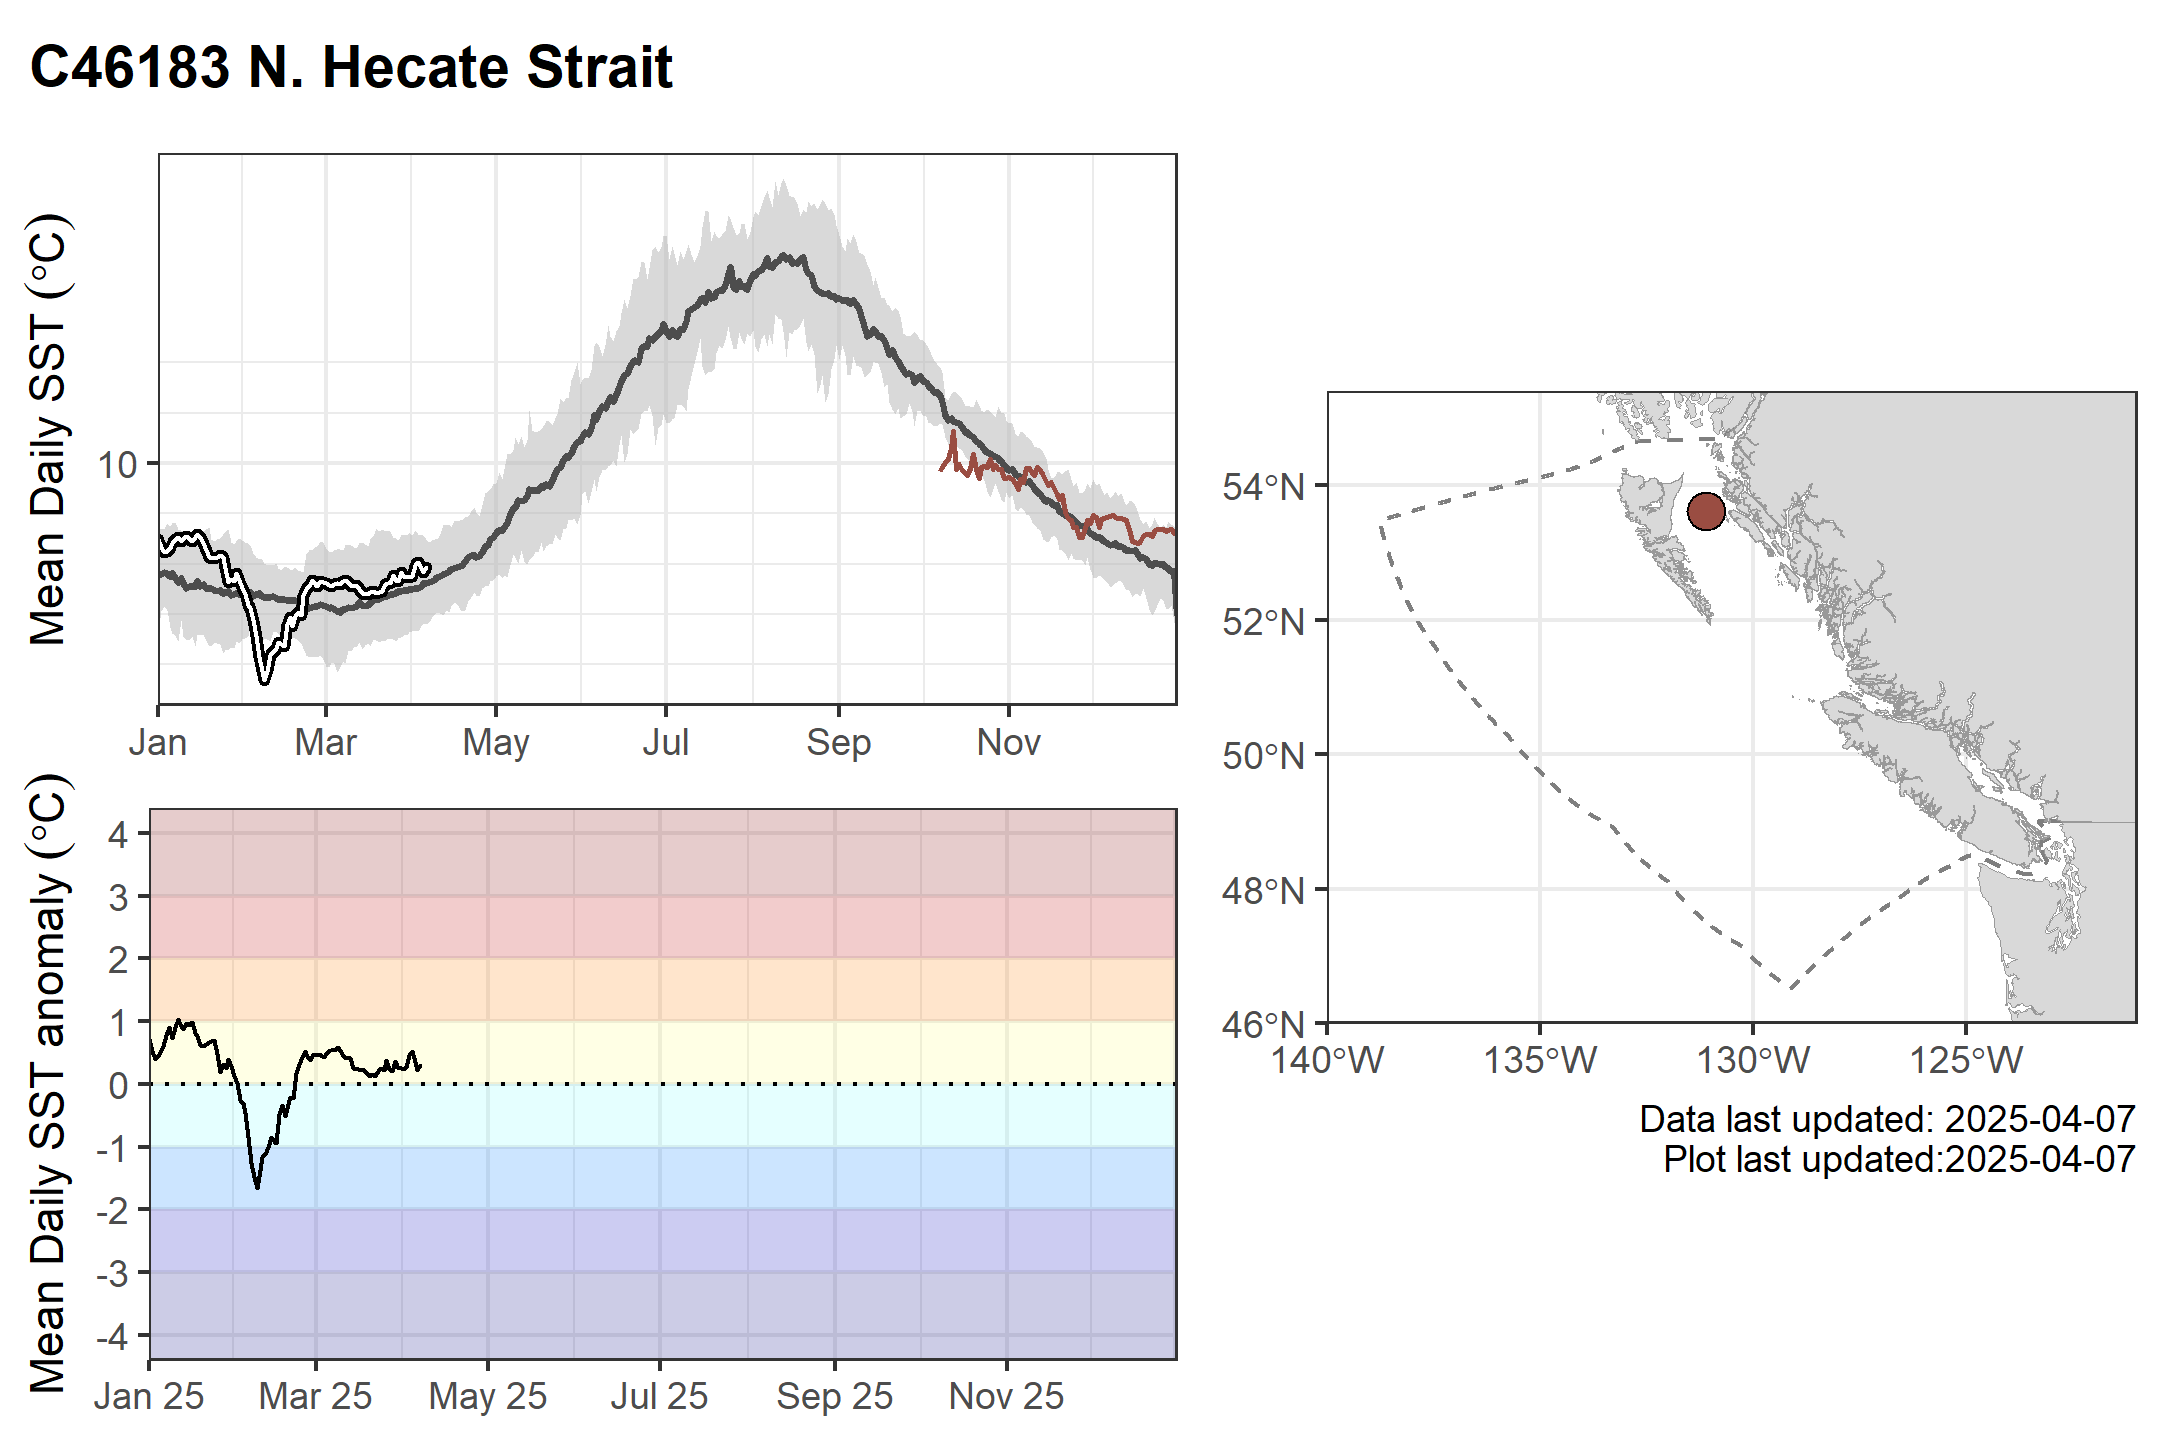 C46183 N. Hecate Strait
Mean Daily SST (°C)
10
Jan Mar May Jul Sep Nov
Mean Daily SST anomaly (°C)
4
3
2
1
0
-1
-2
-3
-4
Jan 25 Mar 25 May 25 Jul 25 Sep 25 Nov 25
54°N
52°N
50°N
48°N
46°N
140°W 135°W 130°W 125°W
Data last updated: 2025-04-07
Plot last updated:2025-04-07